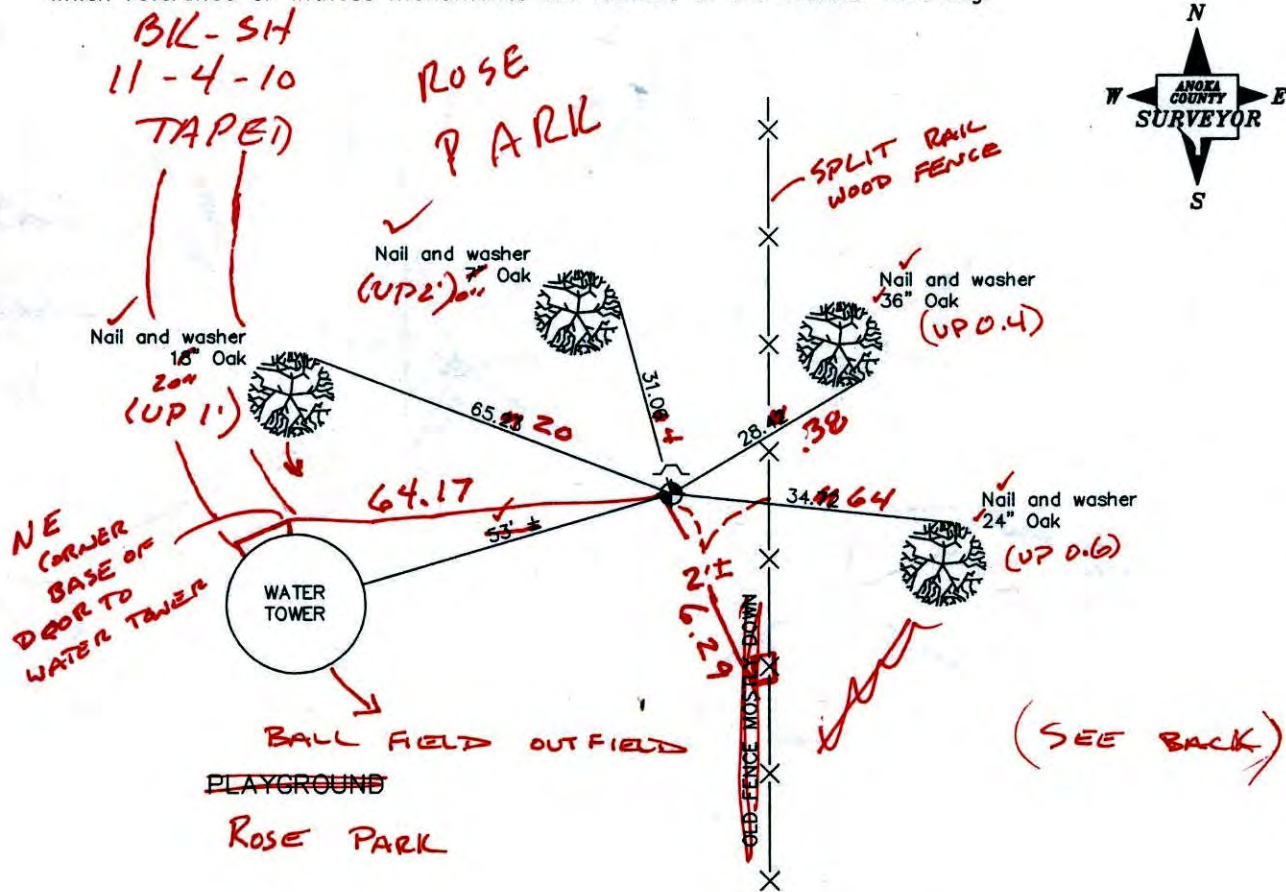 BK-SH
11-4-10
TAPED
ROSE
PARK
N
W
ANOKA
COUNTY
E
SURVEYOR
S
SPLIT RAIL
WOOD FENCE
Nail and washer
7" Oak
(UP 2')
Nail and washer
36" Oak
(UP 0.4)
Nail and washer
18" Oak
20"
(UP 1')
65.23 20
31.06
28.42 .38
64.17
53' ±
34.72 64
Nail and washer
24" Oak
(UP 0.6)
NE
CORNER
BASE OF
DOOR TO
WATER TOWER
WATER
TOWER
2'±
6.29
OLD FENCE MOSTLY DOWN
BALL FIELD OUTFIELD
PLAYGROUND
ROSE PARK
(SEE BACK)